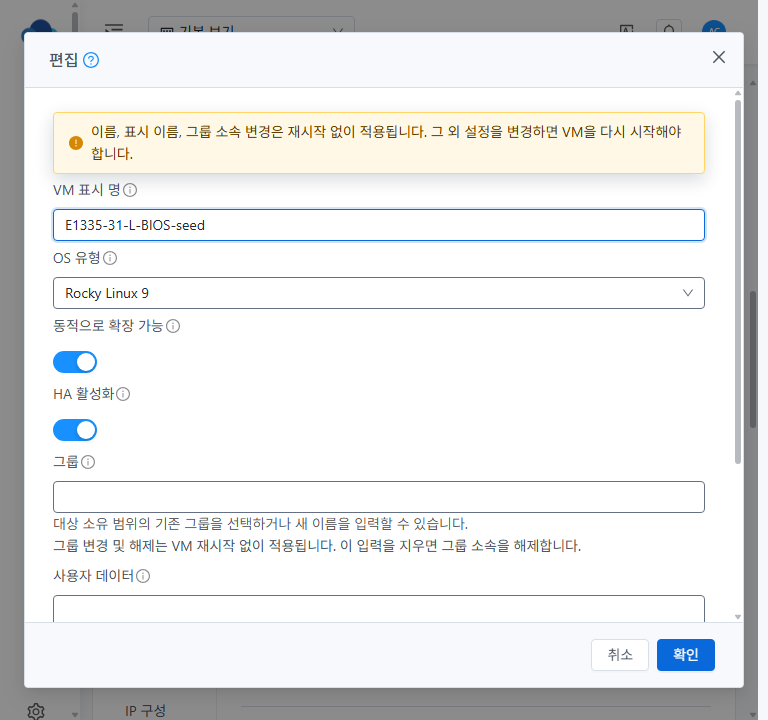 기본 보기
편집
이름, 표시 이름, 그룹 소속 변경은 재시작 없이 적용됩니다. 그 외 설정을 변경하면 VM을 다시 시작해야
합니다.
VM 표시 명
E1335-31-L-BIOS-seed
OS 유형
Rocky Linux 9
동적으로 확장 가능
HA 활성화
그룹
대상 소유 범위의 기존 그룹을 선택하거나 새 이름을 입력할 수 있습니다.
그룹 변경 및 해제는 VM 재시작 없이 적용됩니다. 이 입력을 지우면 그룹 소속을 해제합니다.
사용자 데이터
취소
확인
IP 구성